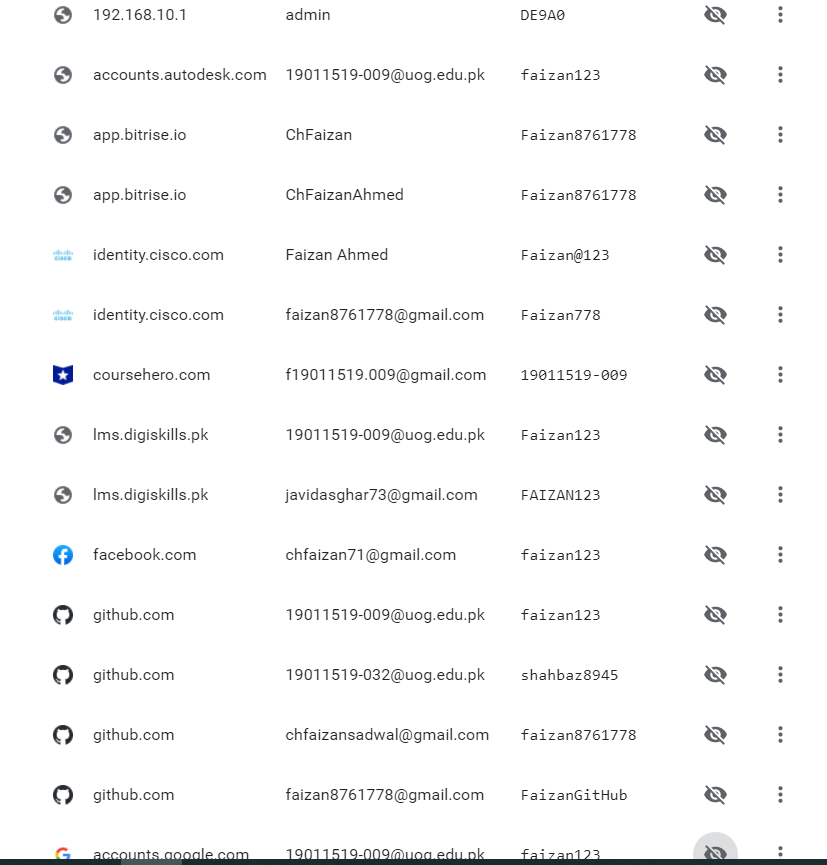 192.168.10.1 admin DE9A0
accounts.autodesk.com 19011519-009@uog.edu.pk faizan123
app.bitrise.io ChFaizan Faizan8761778
app.bitrise.io ChFaizanAhmed Faizan8761778
identity.cisco.com Faizan Ahmed Faizan@123
identity.cisco.com faizan8761778@gmail.com Faizan778
coursehero.com f19011519.009@gmail.com 19011519-009
lms.digiskills.pk 19011519-009@uog.edu.pk Faizan123
lms.digiskills.pk javidasghar73@gmail.com FAIZAN123
facebook.com chfaizan71@gmail.com faizan123
github.com 19011519-009@uog.edu.pk faizan123
github.com 19011519-032@uog.edu.pk shahbaz8945
github.com chfaizansadwal@gmail.com faizan8761778
github.com faizan8761778@gmail.com FaizanGitHub
accounts.google.com 19011519-009@uog.edu.pk faizan123